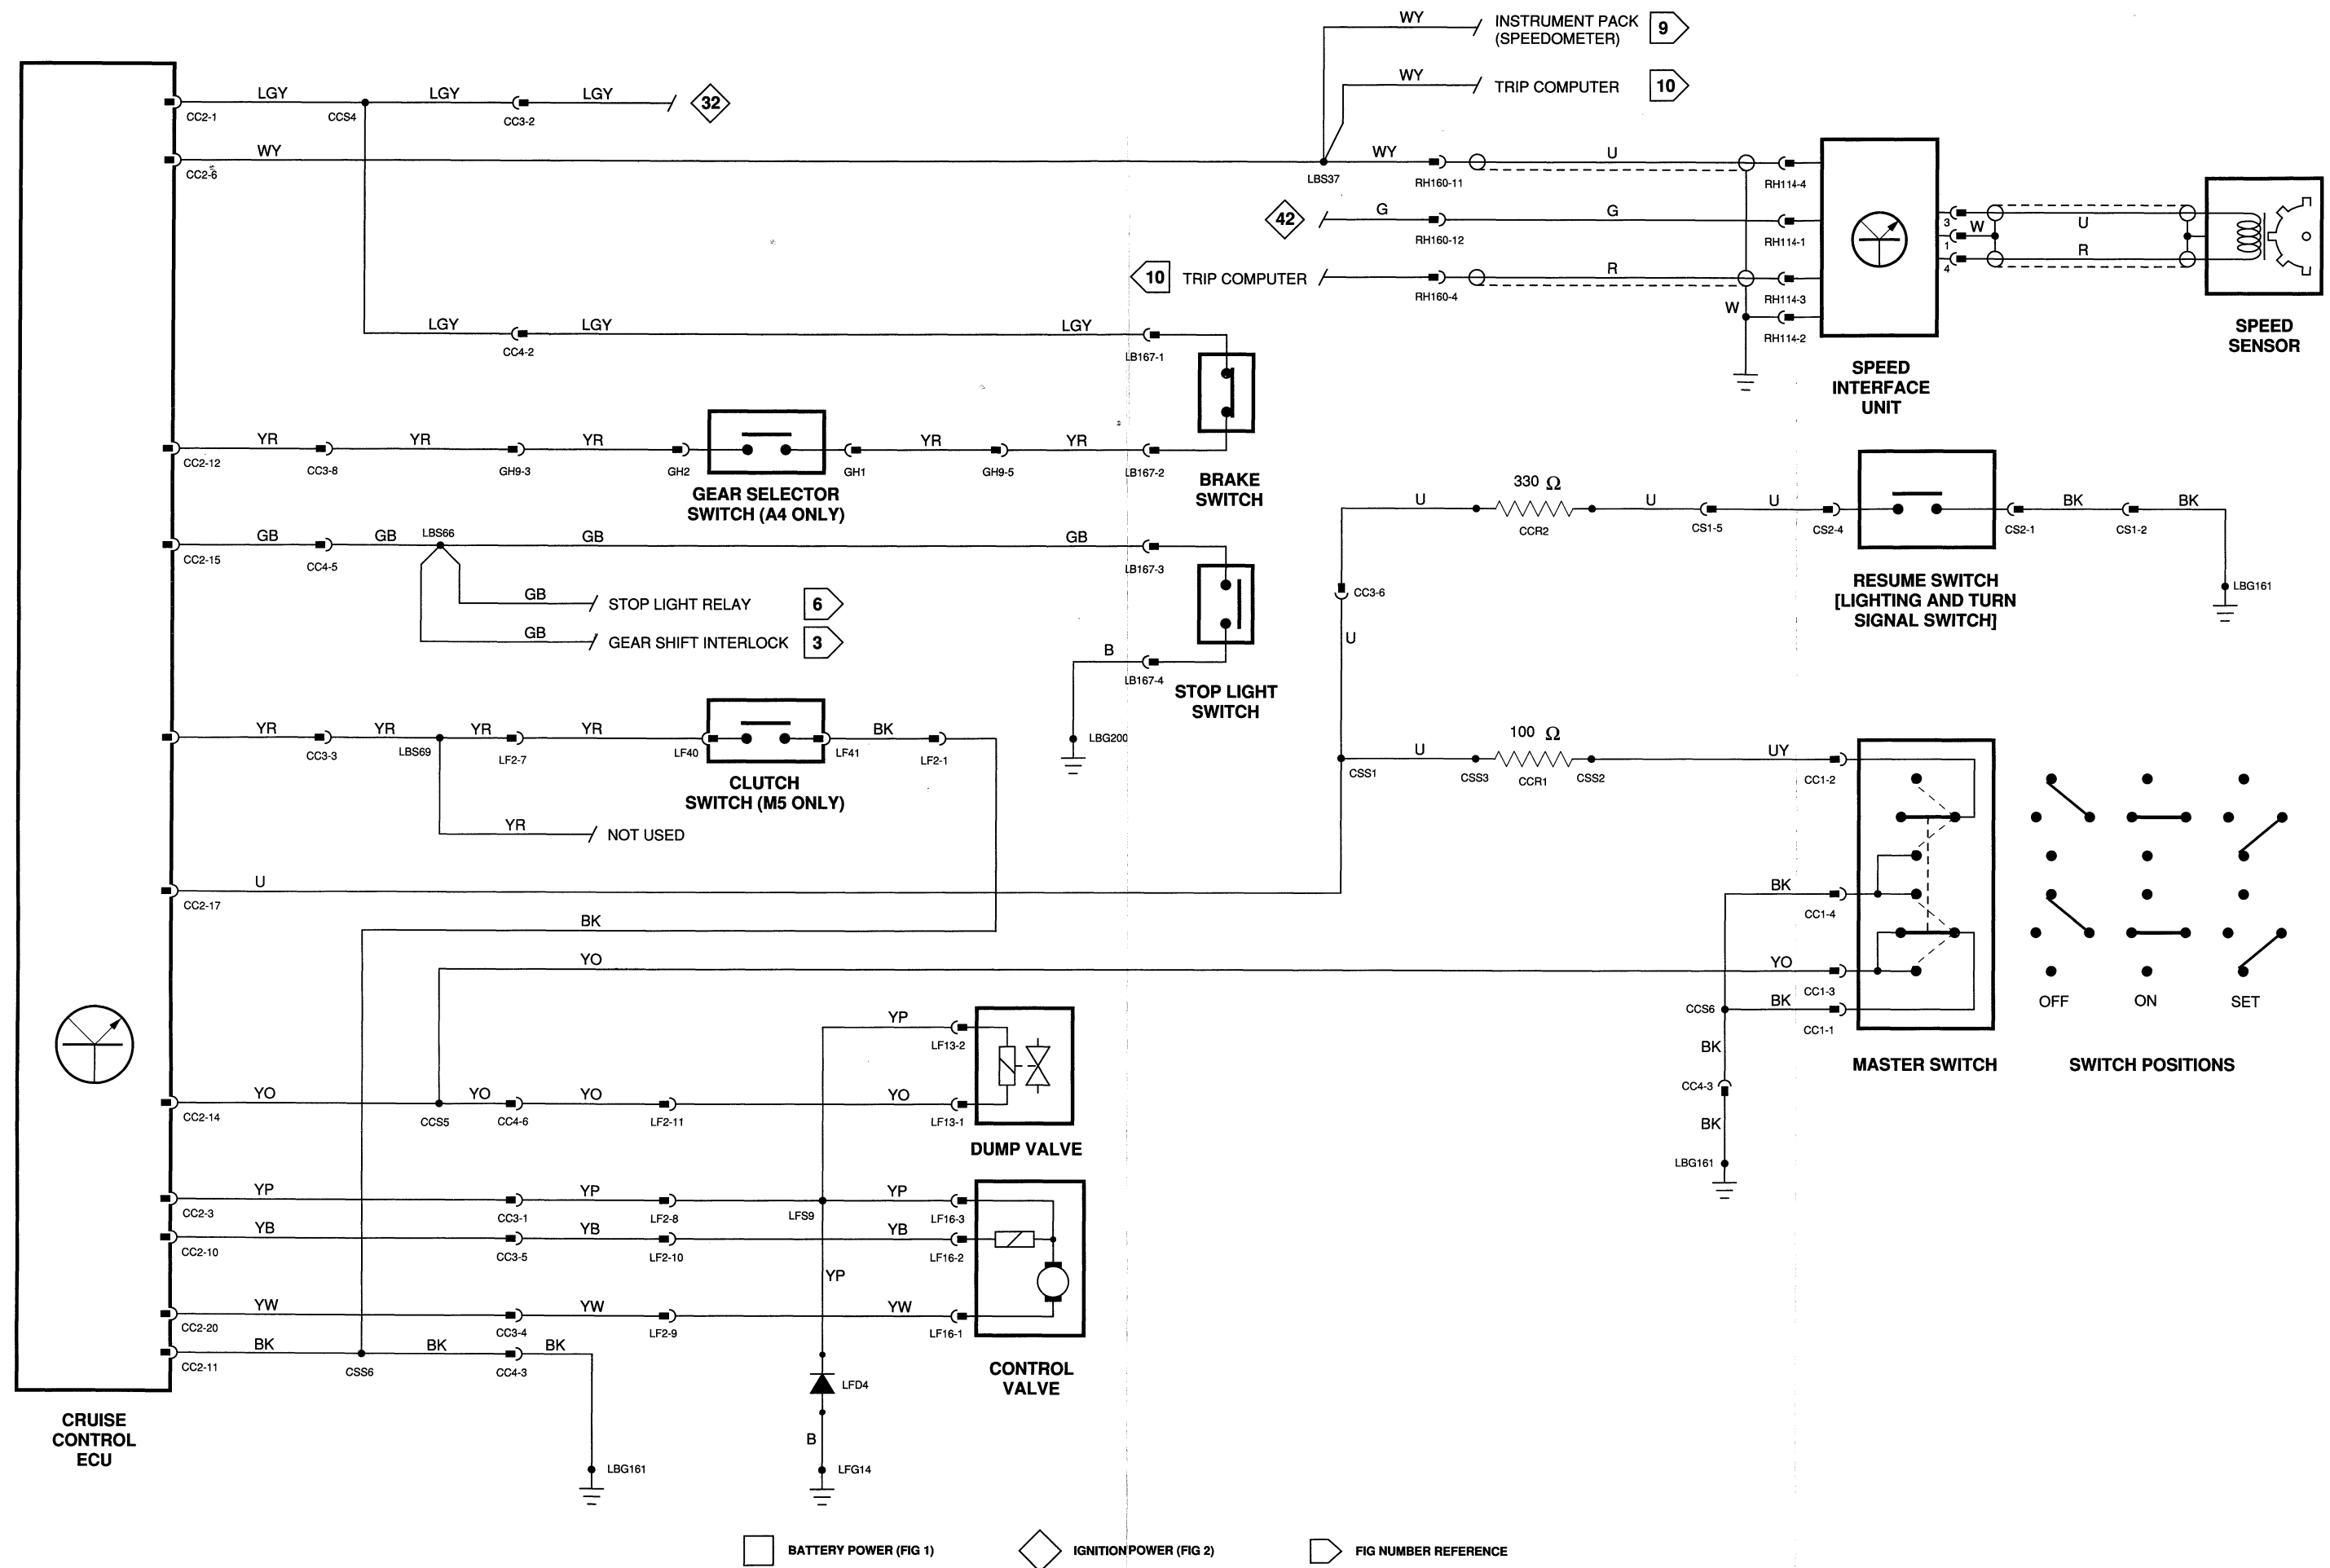 WY
INSTRUMENT PACK
(SPEEDOMETER)
9
WY
TRIP COMPUTER
10
LGY
LGY
LGY
32
CC2-1
CCS4
CC3-2
WY
CC2-6
LBS37
WY
RH160-11
U
RH114-4
42
G
RH160-12
G
RH114-1
10
TRIP COMPUTER
RH160-4
R
RH114-3
W
RH114-2
SPEED
INTERFACE
UNIT
3
W
1
4
U
R
SPEED
SENSOR
LGY
CC4-2
LGY
LGY
LB167-1
BRAKE
SWITCH
YR
YR
YR
YR
YR
CC2-12
CC3-8
GH9-3
GH2
GH1
GH9-5
LB167-2
GEAR SELECTOR
SWITCH (A4 ONLY)
GB
GB
LBS66
GB
GB
CC2-15
CC4-5
LB167-3
GB
STOP LIGHT RELAY
6
GB
GEAR SHIFT INTERLOCK
3
B
LB167-4
STOP LIGHT
SWITCH
LBG200
U
330 Ω
CCR2
U
CS1-5
U
CS2-4
CS2-1
BK
CS1-2
BK
RESUME SWITCH
[LIGHTING AND TURN
SIGNAL SWITCH]
LBG161
CC3-6
U
YR
YR
YR
YR
BK
CC3-3
LBS69
LF2-7
LF40
LF41
LF2-1
CLUTCH
SWITCH (M5 ONLY)
YR
NOT USED
CSS1
U
CSS3
100 Ω
CCR1
CSS2
UY
CC1-2
U
CC2-17
BK
BK
CC1-4
YO
YO
CC1-3
CCS6
BK
CC1-1
OFF
ON
SET
MASTER SWITCH
SWITCH POSITIONS
BK
CC4-3
BK
LBG161
YP
LF13-2
YO
YO
YO
YO
CC2-14
CCS5
CC4-6
LF2-11
LF13-1
DUMP VALVE
YP
YP
YP
CC2-3
CC3-1
LF2-8
LFS9
LF16-3
YB
YB
YB
CC2-10
CC3-5
LF2-10
LF16-2
YP
YW
YW
YW
CC2-20
CC3-4
LF2-9
LF16-1
BK
BK
BK
CC2-11
CSS6
CC4-3
CONTROL
VALVE
LFD4
B
LFG14
LBG161
CRUISE
CONTROL
ECU
BATTERY POWER (FIG 1)
IGNITION POWER (FIG 2)
FIG NUMBER REFERENCE